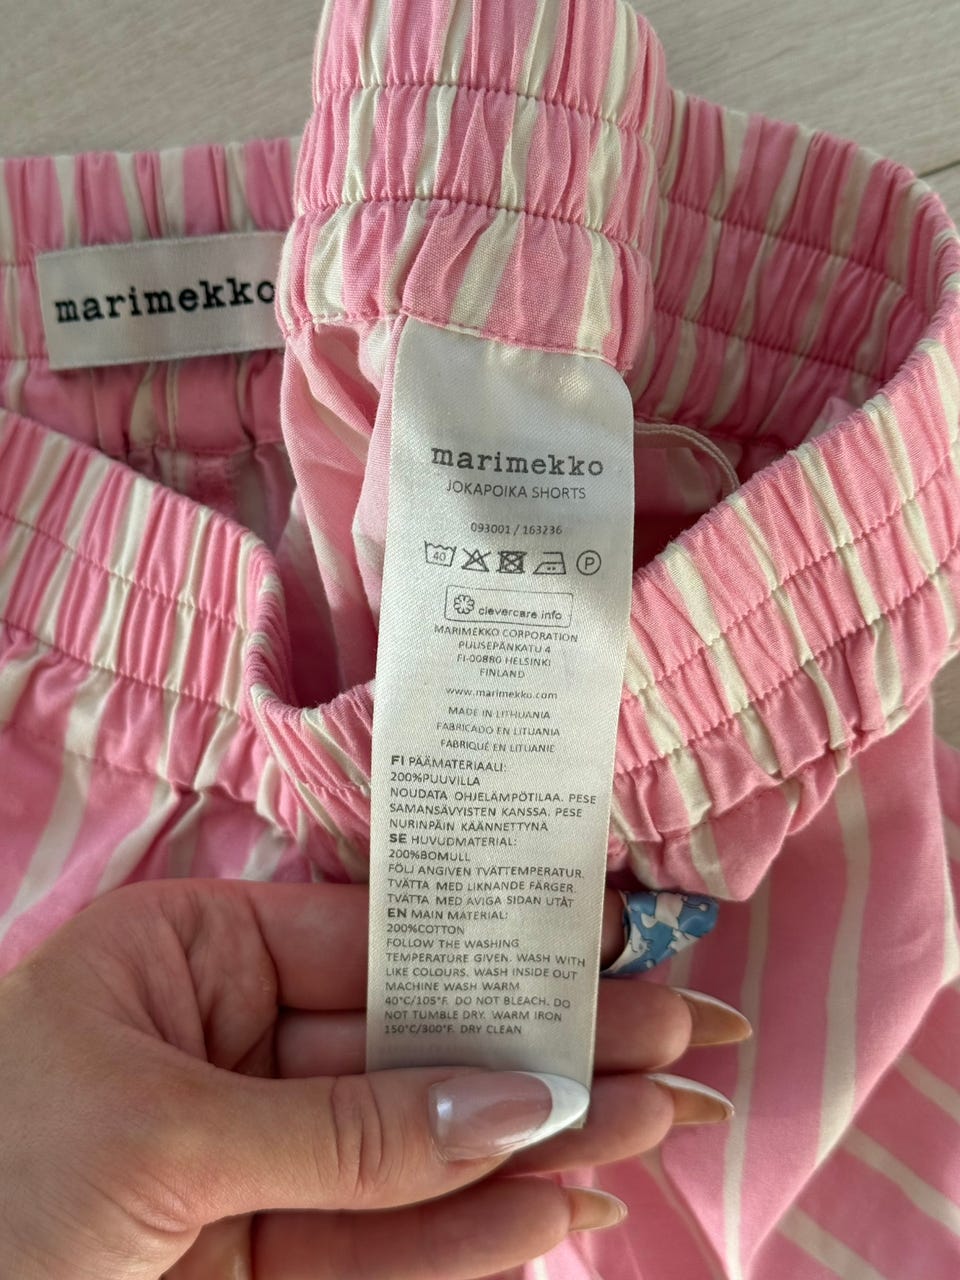 marimekko
marimekko
JOKAPOIKA SHORTS
093001 / 163236
40
P
clevercare.info
MARIMEKKO CORPORATION
PUUSEPÄNKATU 4
FI-00880 HELSINKI
FINLAND
www.marimekko.com
MADE IN LITHUANIA
FABRICADO EN LITUANIA
FABRIQUÉ EN LITUANIE
FI PÄÄMATERIAALI:
200%PUUVILLA
NOUDATA OHJELÄMPÖTILAA. PESE
SAMANSÄVYISTEN KANSSA. PESE
NURINPÄIN KÄÄNNETTYNÄ
SE HUVUDMATERIAL:
200%BOMULL
FÖLJ ANGIVEN TVÄTTEMPERATUR.
TVÄTTA MED LIKNANDE FÄRGER.
TVÄTTA MED AVIGA SIDAN UTÅT
EN MAIN MATERIAL:
200%COTTON
FOLLOW THE WASHING
TEMPERATURE GIVEN. WASH WITH
LIKE COLOURS. WASH INSIDE OUT
MACHINE WASH WARM
40°C/105°F. DO NOT BLEACH. DO
NOT TUMBLE DRY. WARM IRON
150°C/300°F. DRY CLEAN